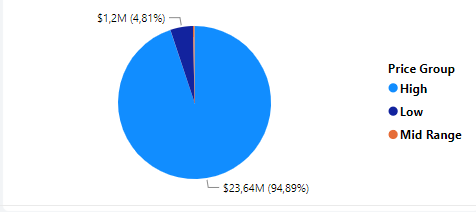 $1,2M (4,81%)
Price Group
High
Low
Mid Range
$23,64M (94,89%)